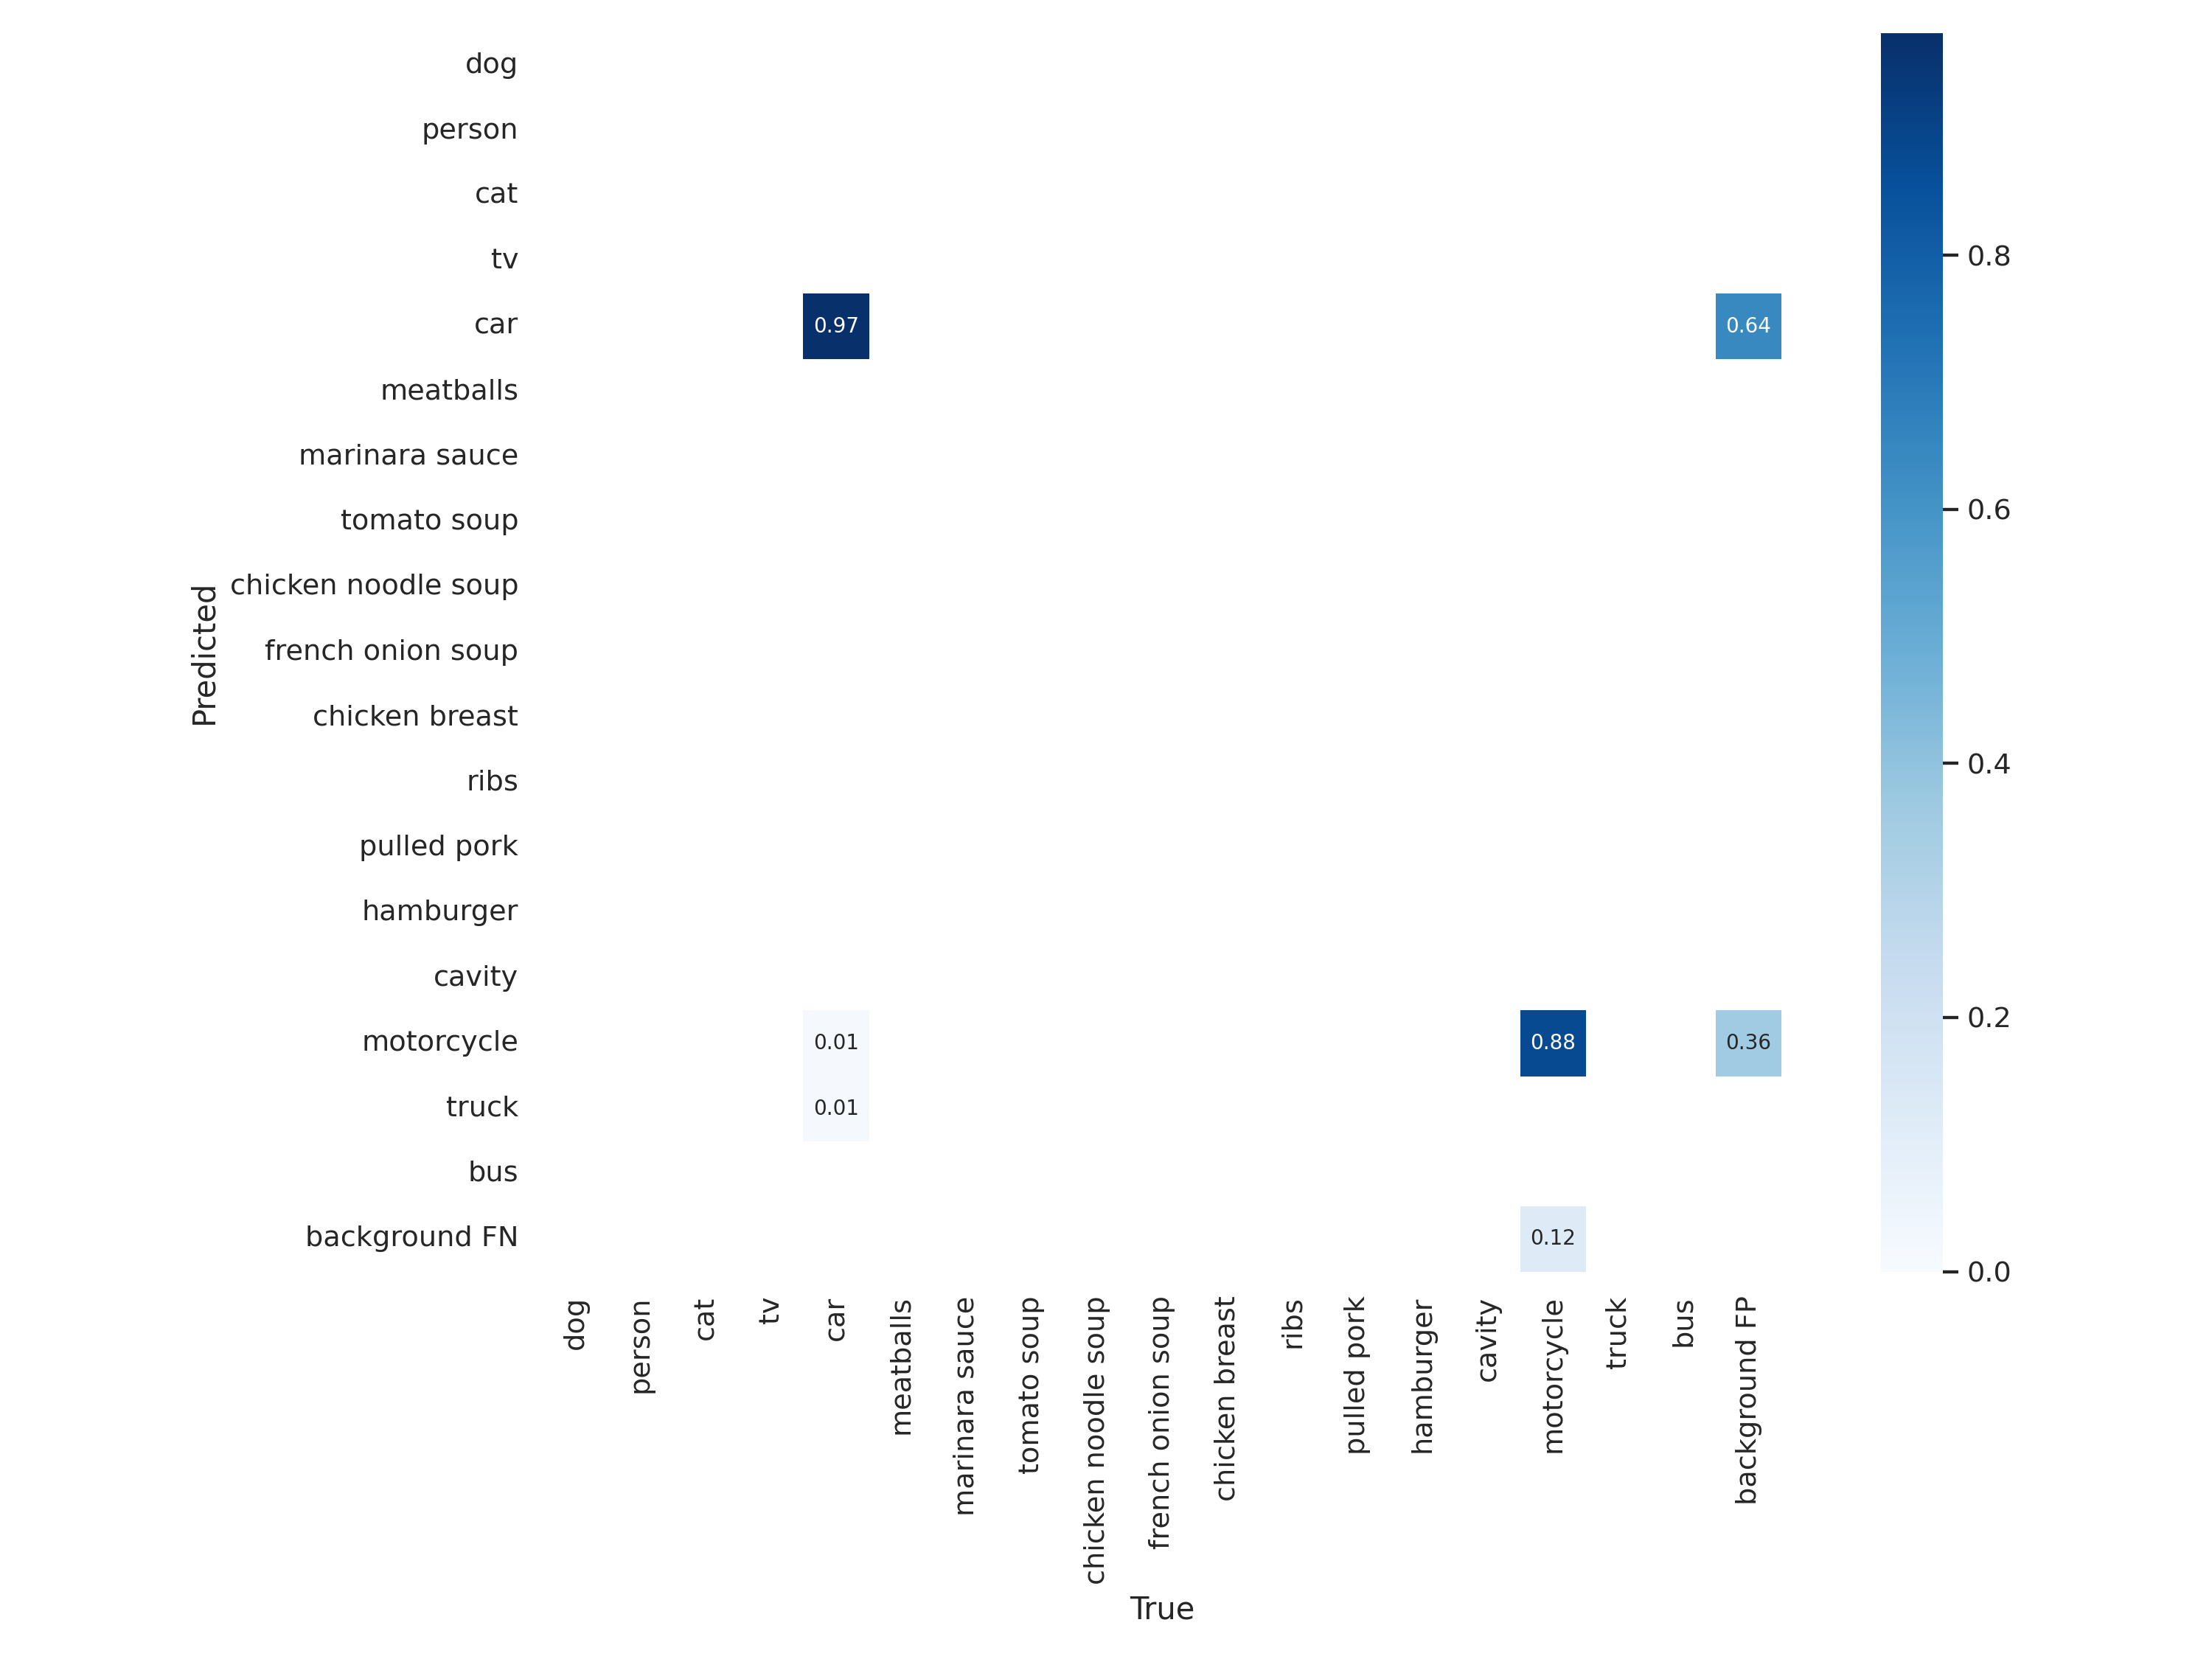 dog
person
cat
tv
car
meatballs
marinara sauce
tomato soup
chicken noodle soup
french onion soup
chicken breast
ribs
pulled pork
hamburger
cavity
motorcycle
truck
bus
background FN
Predicted
0.97
0.64
0.01
0.88
0.36
0.01
0.12
dog
person
cat
tv
car
meatballs
marinara sauce
tomato soup
chicken noodle soup
french onion soup
chicken breast
ribs
pulled pork
hamburger
cavity
motorcycle
truck
bus
background FP
True
0.8
0.6
0.4
0.2
0.0